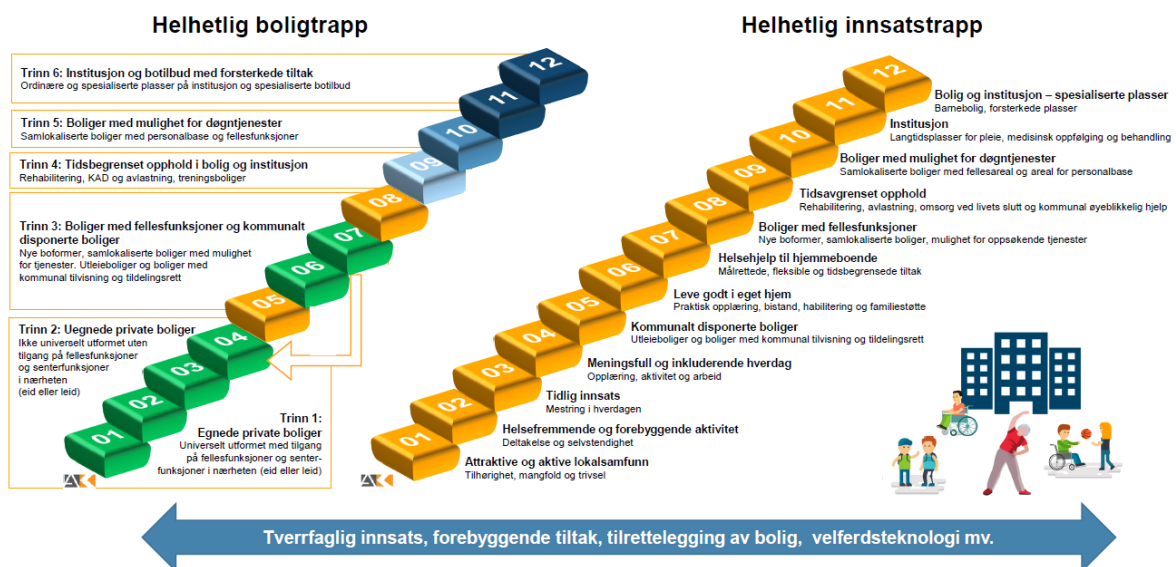 Helhetlig boligtrapp
Trinn 6: Institusjon og botilbud med forsterkede tiltak
Ordinære og spesialiserte plasser på institusjon og spesialiserte botilbud
Trinn 5: Boliger med mulighet for døgntjenester
Samlokaliserte boliger med personalbase og fellesfunksjoner
Trinn 4: Tidsbegrenset opphold i bolig og institusjon
Rehabilitering, KAD og avlastning, treningsboliger
Trinn 3: Boliger med fellesfunksjoner og kommunalt
disponerte boliger
Nye boformer, samlokaliserte boliger med mulighet
for tjenester. Utleieboliger og boliger med
kommunal tilvisning og tildelingsrett
Trinn 2: Uegnede private boliger
Ikke universelt utformet uten
tilgang på fellesfunksjoner
og senterfunksjoner
i nærheten
(eid eller leid)
Trinn 1:
Egnede private boliger
Universelt utformet med tilgang
på fellesfunksjoner og senter-
funksjoner i nærheten (eid eller leid)
12
11
10
09
08
07
06
05
04
03
02
01
Helhetlig innsatstrapp
12
Bolig og institusjon – spesialiserte plasser
Barnebolig, forsterkede plasser
11
Institusjon
Langtidsplasser for pleie, medisinsk oppfølging og behandling
10
Boliger med mulighet for døgntjenester
Samlokaliserte boliger med fellesareal og areal for personalbase
09
Tidsavgrenset opphold
Rehabilitering, avlastning, omsorg ved livets slutt og kommunal øyeblikkelig hjelp
08
Boliger med fellesfunksjoner
Nye boformer, samlokaliserte boliger, mulighet for oppsøkende tjenester
07
Helsehjelp til hjemmeboende
Målrettede, fleksible og tidsbegrensede tiltak
06
Leve godt i eget hjem
Praktisk opplæring, bistand, habilitering og familiestøtte
05
Kommunalt disponerte boliger
Utleieboliger og boliger med kommunal tilvisning og tildelingsrett
04
Meningsfull og inkluderende hverdag
Opplæring, aktivitet og arbeid
03
Tidlig innsats
Mestring i hverdagen
02
Helsefremmende og forebyggende aktivitet
Deltakelse og selvstendighet
01
Attraktive og aktive lokalsamfunn
Tilhørighet, mangfold og trivsel
Tverrfaglig innsats, forebyggende tiltak, tilrettelegging av bolig, velferdsteknologi mv.